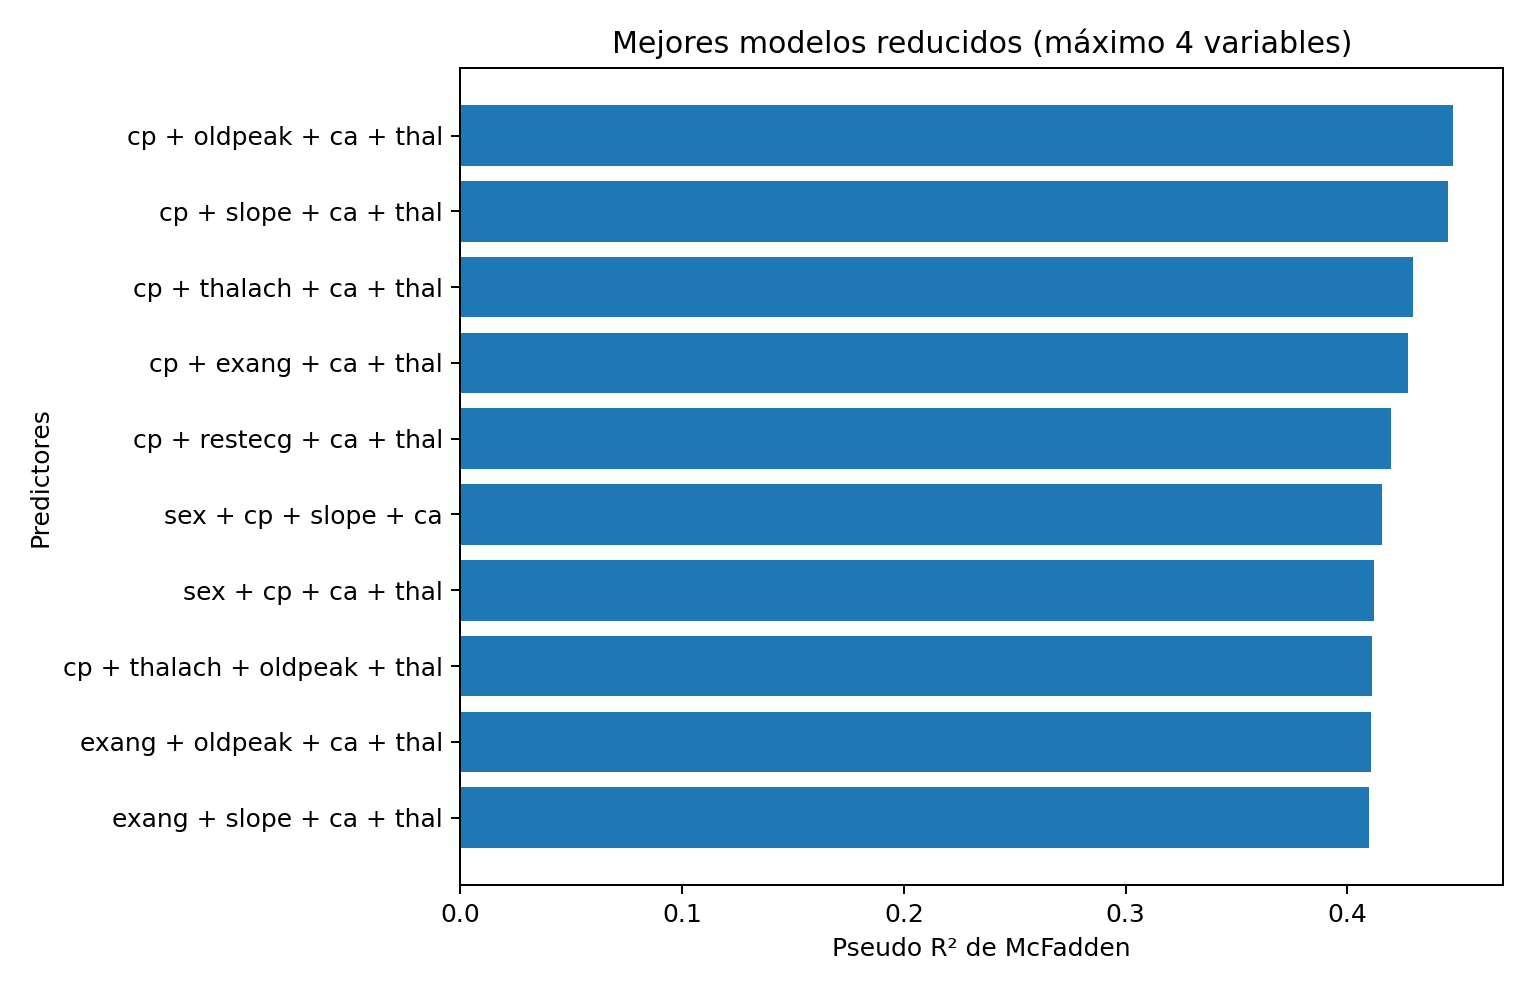 Mejores modelos reducidos (máximo 4 variables)
cp + oldpeak + ca + thal
cp + slope + ca + thal
cp + thalach + ca + thal
cp + exang + ca + thal
cp + restecg + ca + thal
sex + cp + slope + ca
sex + cp + ca + thal
cp + thalach + oldpeak + thal
exang + oldpeak + ca + thal
exang + slope + ca + thal
Predictores
0.0 0.1 0.2 0.3 0.4
Pseudo R² de McFadden